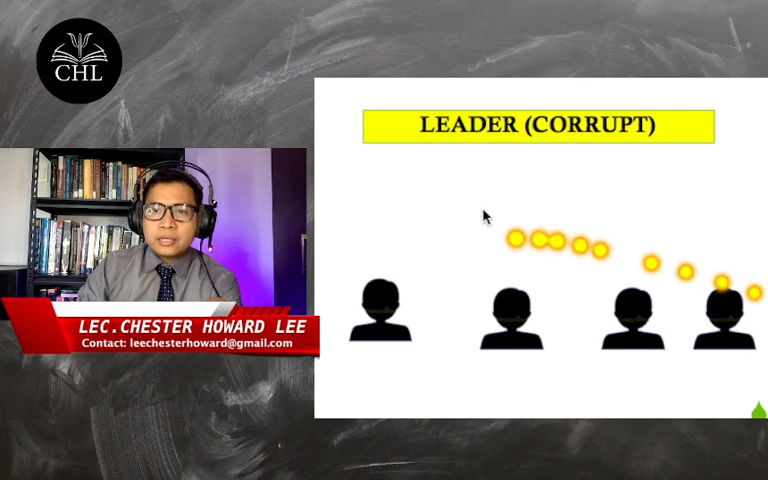 CHL
LEADER (CORRUPT)
LEC.CHESTER HOWARD LEE
Contact: leechesterhoward@gmail.com